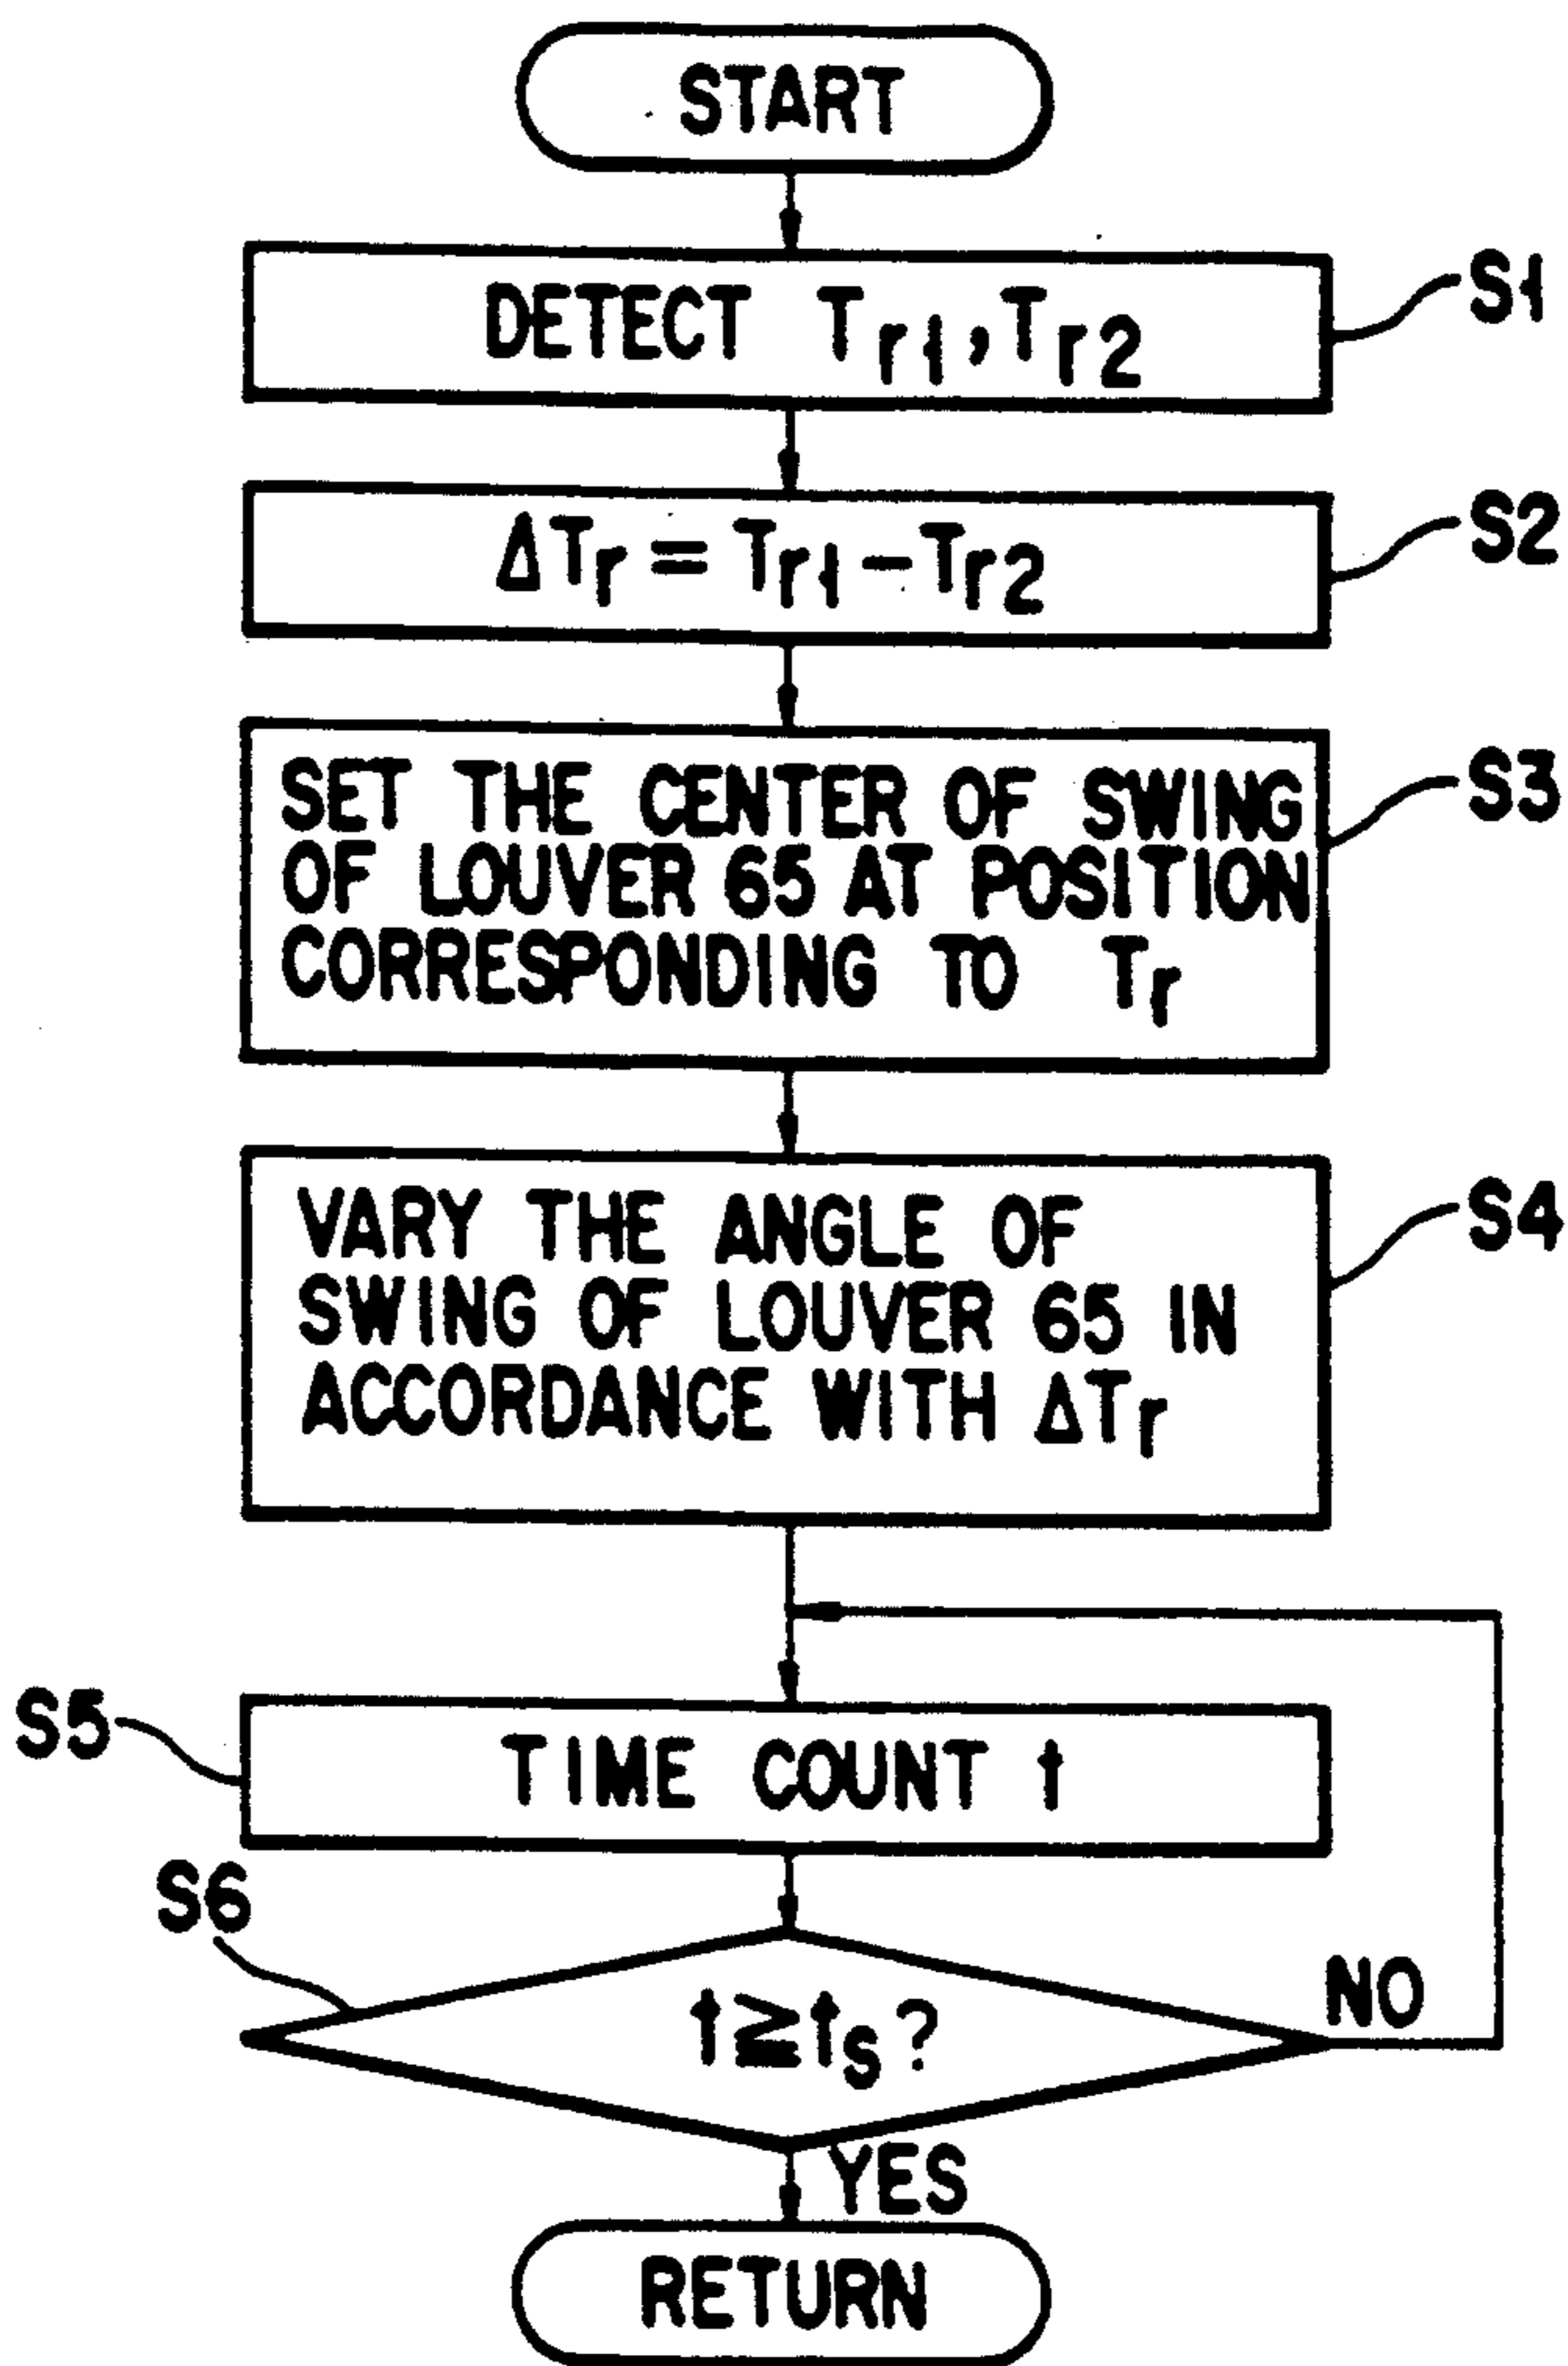 START
DETECT Tr1, Tr2
S1
ΔTr = Tr1 - Tr2
S2
SET THE CENTER OF SWING
OF LOUVER 65 AT POSITION
CORRESPONDING TO Tr
S3
VARY THE ANGLE OF
SWING OF LOUVER 65 IN
ACCORDANCE WITH ΔTr
S4
S5
TIME COUNT t
S6
t≧ts?
NO
YES
RETURN